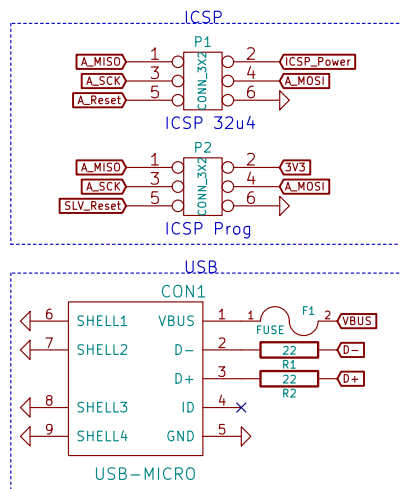 ICSP
P1
A_MISO 1 2 ICSP_Power
A_SCK 3 4 A_MOSI
A_Reset 5 6
CONN_3X2
ICSP 32u4
P2
A_MISO 1 2 3V3
A_SCK 3 4 A_MOSI
SLV_Reset 5 6
CONN_3X2
ICSP Prog
USB
CON1
6 SHELL1 VBUS 1 1 FUSE F1 2 VBUS
7 SHELL2 D- 2 22 D-
R1
D+ 3 22 D+
R2
8 SHELL3 ID 4
9 SHELL4 GND 5
USB-MICRO